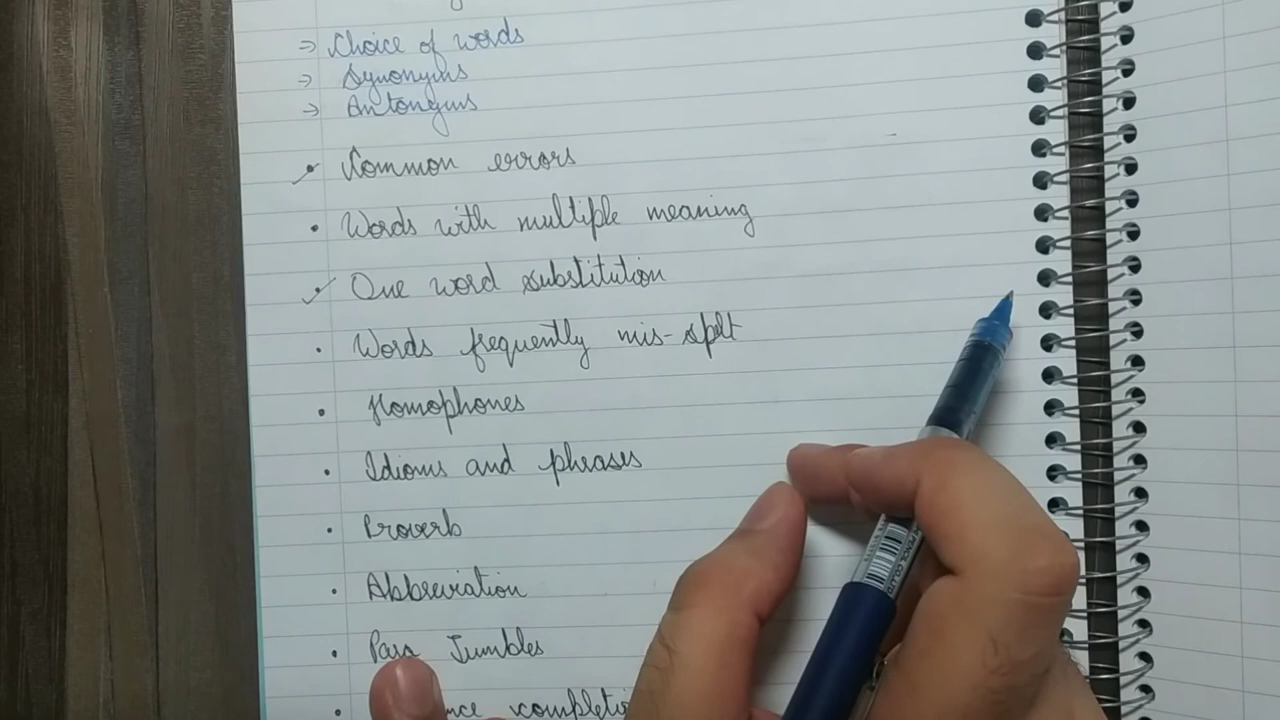 → Choice of words
→ Synonyms
→ Antonyms
Common errors
• Words with multiple meaning
✓ One word substitution
• Words frequently mis-spelt
• Homophones
• Idioms and phrases
• Proverb
• Abbreviation
• Para Jumbles